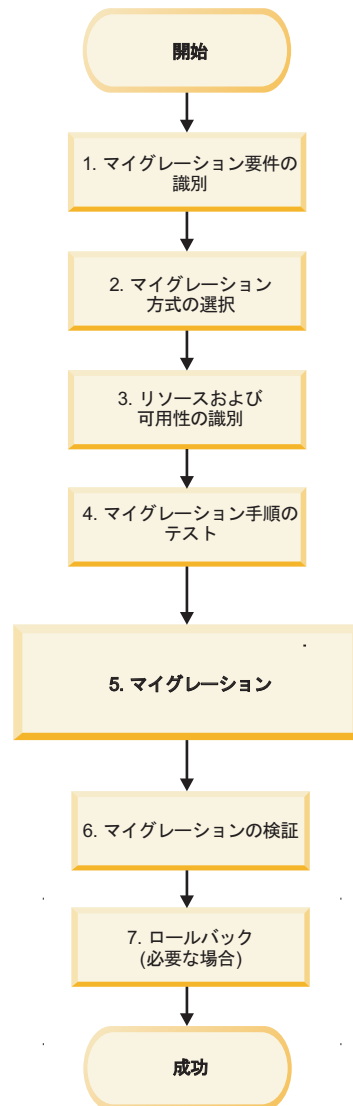 開始
1. マイグレーション要件の
識別
2. マイグレーション
方式の選択
3. リソースおよび
可用性の識別
4. マイグレーション手順の
テスト
5. マイグレーション
6. マイグレーションの検証
7. ロールバック
(必要な場合)
成功